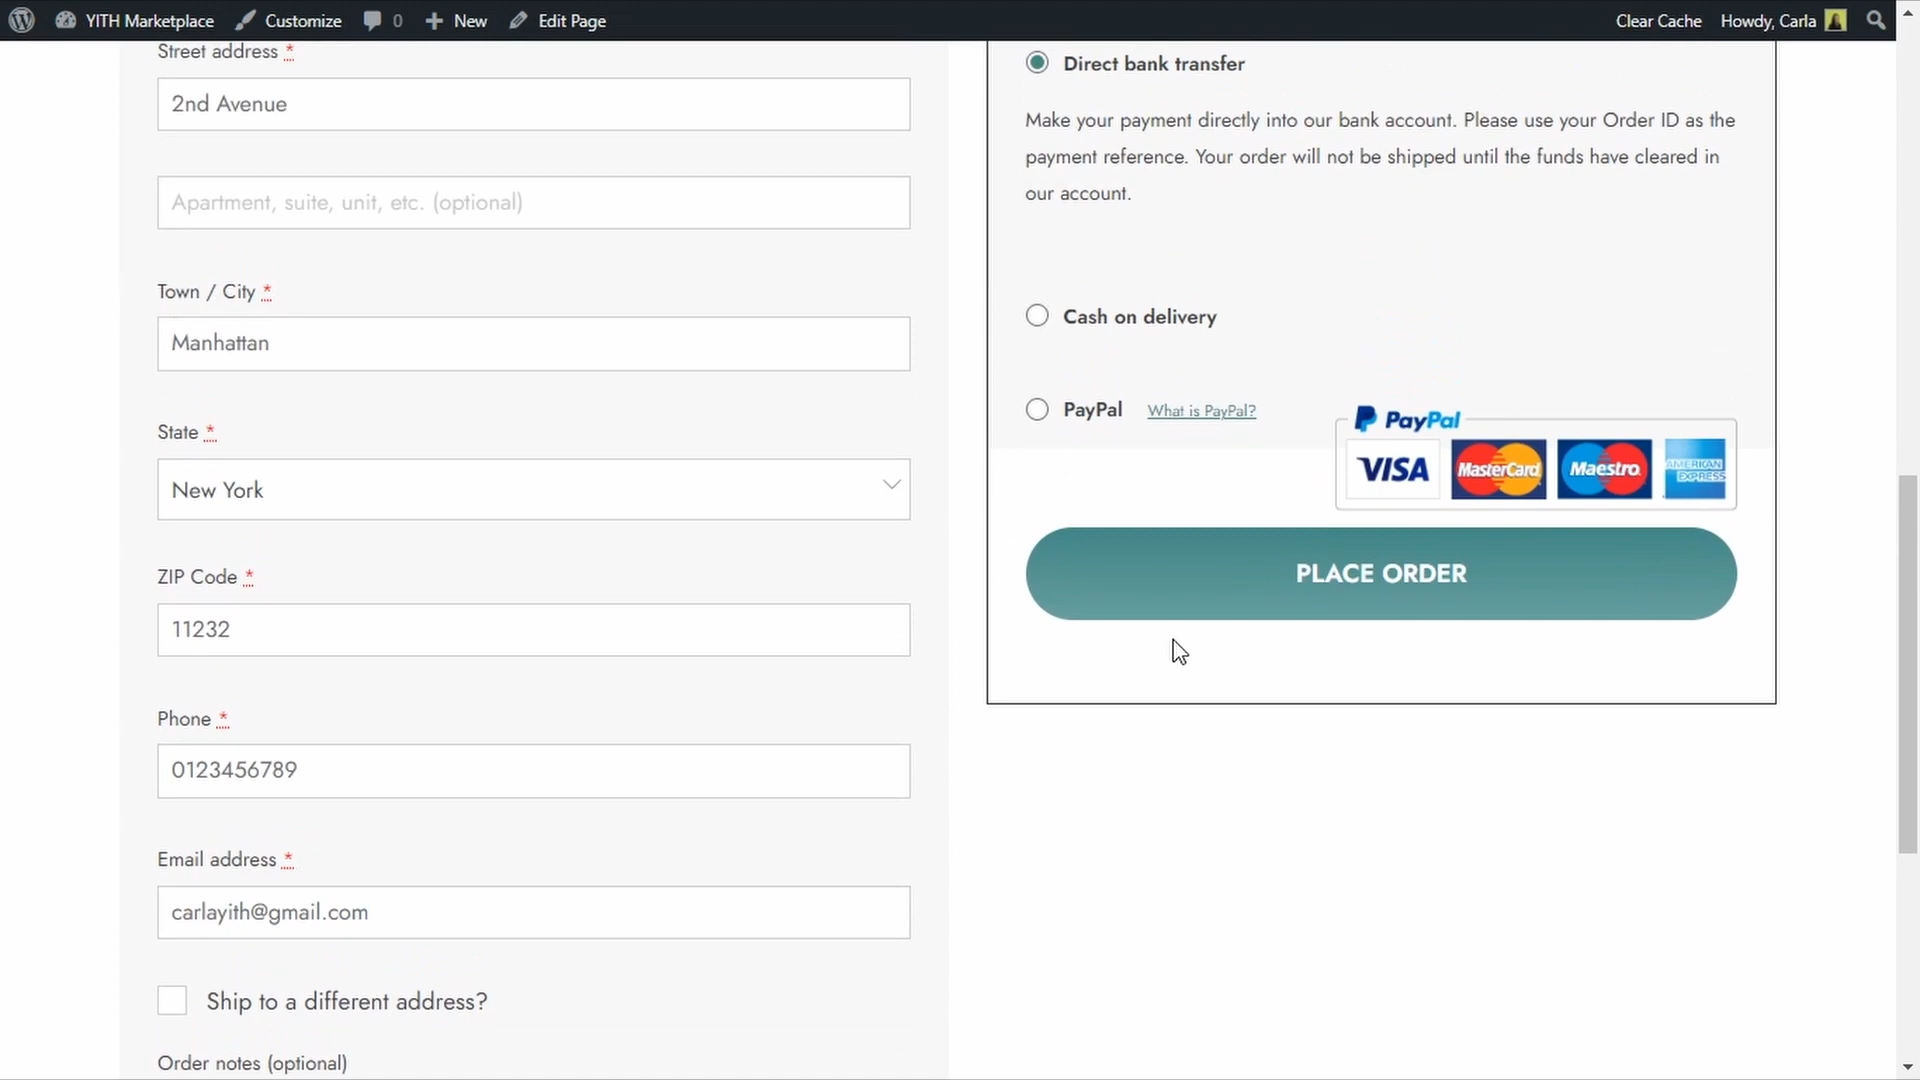 YITH Marketplace Customize 0 New Edit Page Clear Cache Howdy, Carla
Street address *
2nd Avenue
Apartment, suite, unit, etc. (optional)
Town / City *
Manhattan
State *
New York
ZIP Code *
11232
Phone *
0123456789
Email address *
carlayith@gmail.com
Ship to a different address?
Order notes (optional)
Direct bank transfer
Make your payment directly into our bank account. Please use your Order ID as the
payment reference. Your order will not be shipped until the funds have cleared in
our account.
Cash on delivery
PayPal What is PayPal?
PayPal
VISA MasterCard Maestro AMERICAN EXPRESS
PLACE ORDER